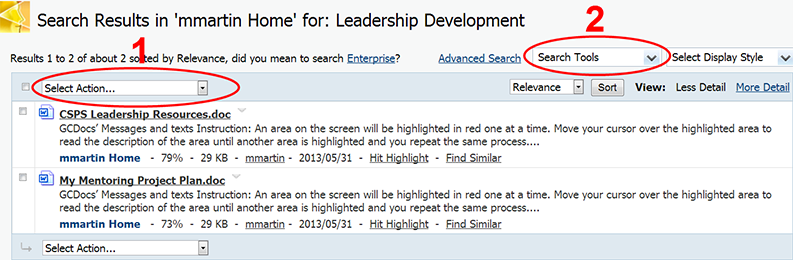 Search Results in 'mmartin Home' for: Leadership Development
1
2
Results 1 to 2 of about 2 sorted by Relevance, did you mean to search Enterprise?
Advanced Search
Search Tools
Select Display Style
Select Action...
Relevance
Sort
View: Less Detail More Detail
CSPS Leadership Resources.doc
GCDocs' Messages and texts Instruction: An area on the screen will be highlighted in red one at a time. Move your cursor over the highlighted area to
read the description of the area until another area is highlighted and you repeat the same process....
mmartin Home - 79% - 29 KB - mmartin - 2013/05/31 - Hit Highlight - Find Similar
My Mentoring Project Plan.doc
GCDocs' Messages and texts Instruction: An area on the screen will be highlighted in red one at a time. Move your cursor over the highlighted area to
read the description of the area until another area is highlighted and you repeat the same process....
mmartin Home - 73% - 29 KB - mmartin - 2013/05/31 - Hit Highlight - Find Similar
Select Action...